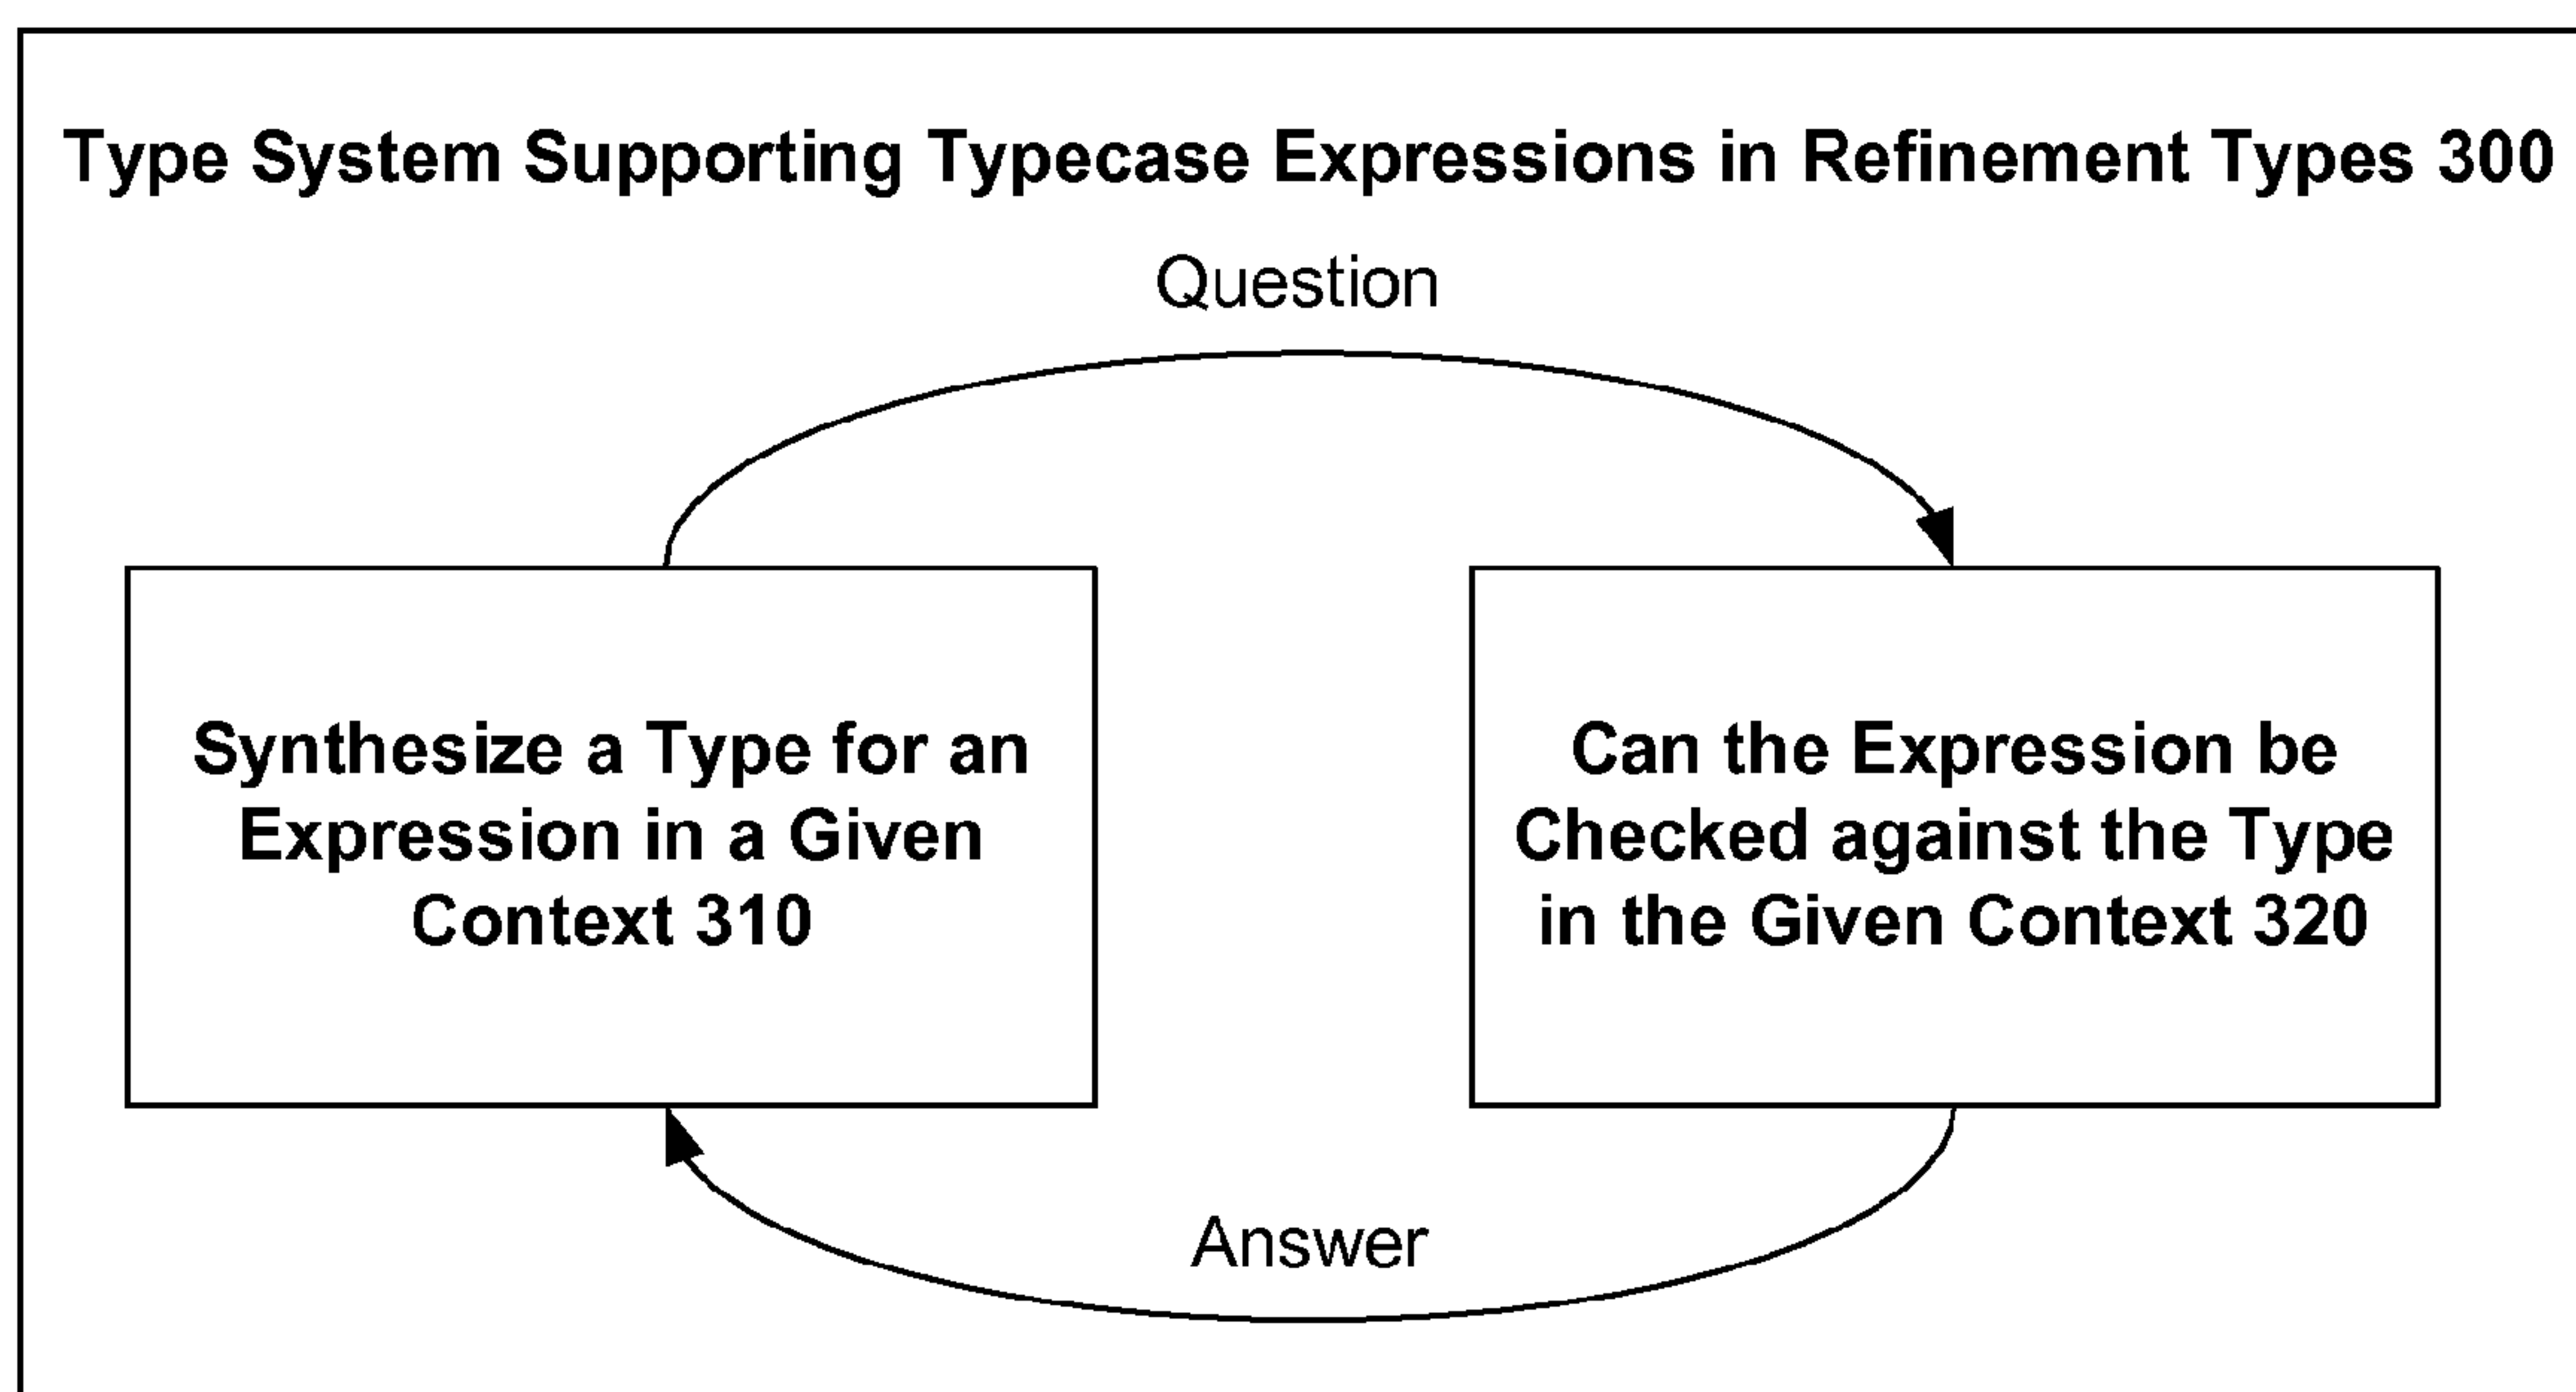 Type System Supporting Typecase Expressions in Refinement Types 300
Question
Synthesize a Type for an
Expression in a Given
Context 310
Can the Expression be
Checked against the Type
in the Given Context 320
Answer